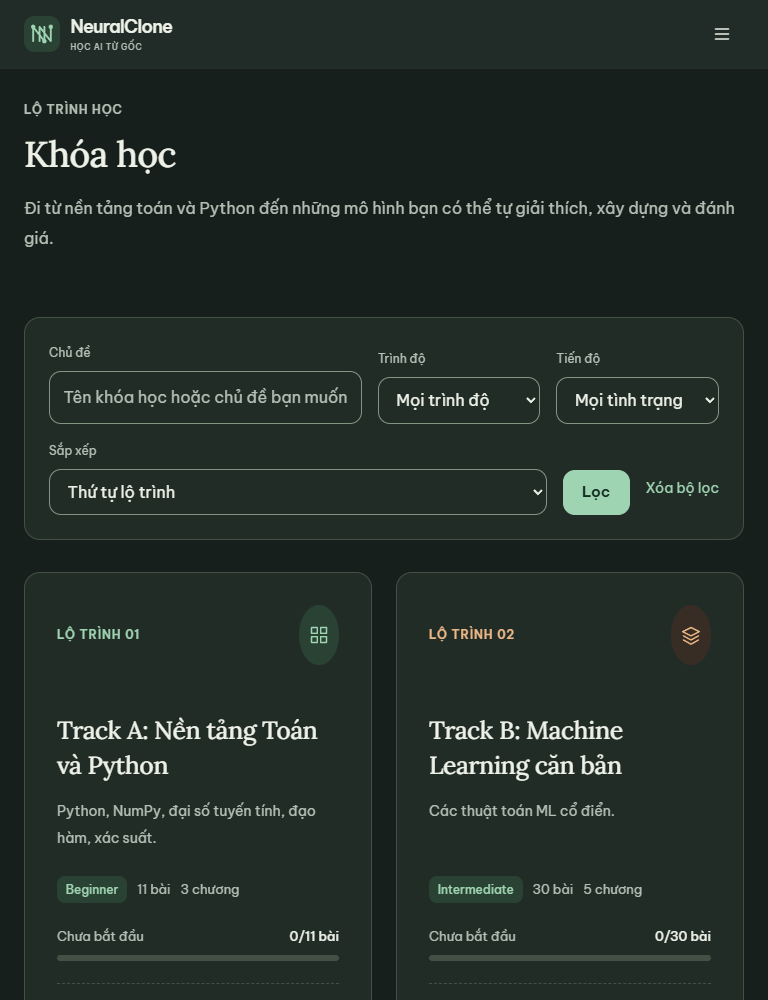 NeuralClone
HỌC AI TỪ GỐC
LỘ TRÌNH HỌC
Khóa học
Đi từ nền tảng toán và Python đến những mô hình bạn có thể tự giải thích, xây dựng và đánh
giá.
Chủ đề
Trình độ
Tiến độ
Tên khóa học hoặc chủ đề bạn muốn
Mọi trình độ
Mọi tình trạng
Sắp xếp
Thứ tự lộ trình
Lọc
Xóa bộ lọc
LỘ TRÌNH 01
Track A: Nền tảng Toán
và Python
Python, NumPy, đại số tuyến tính, đạo
hàm, xác suất.
Beginner 11 bài 3 chương
Chưa bắt đầu 0/11 bài
LỘ TRÌNH 02
Track B: Machine
Learning căn bản
Các thuật toán ML cổ điển.
Intermediate 30 bài 5 chương
Chưa bắt đầu 0/30 bài